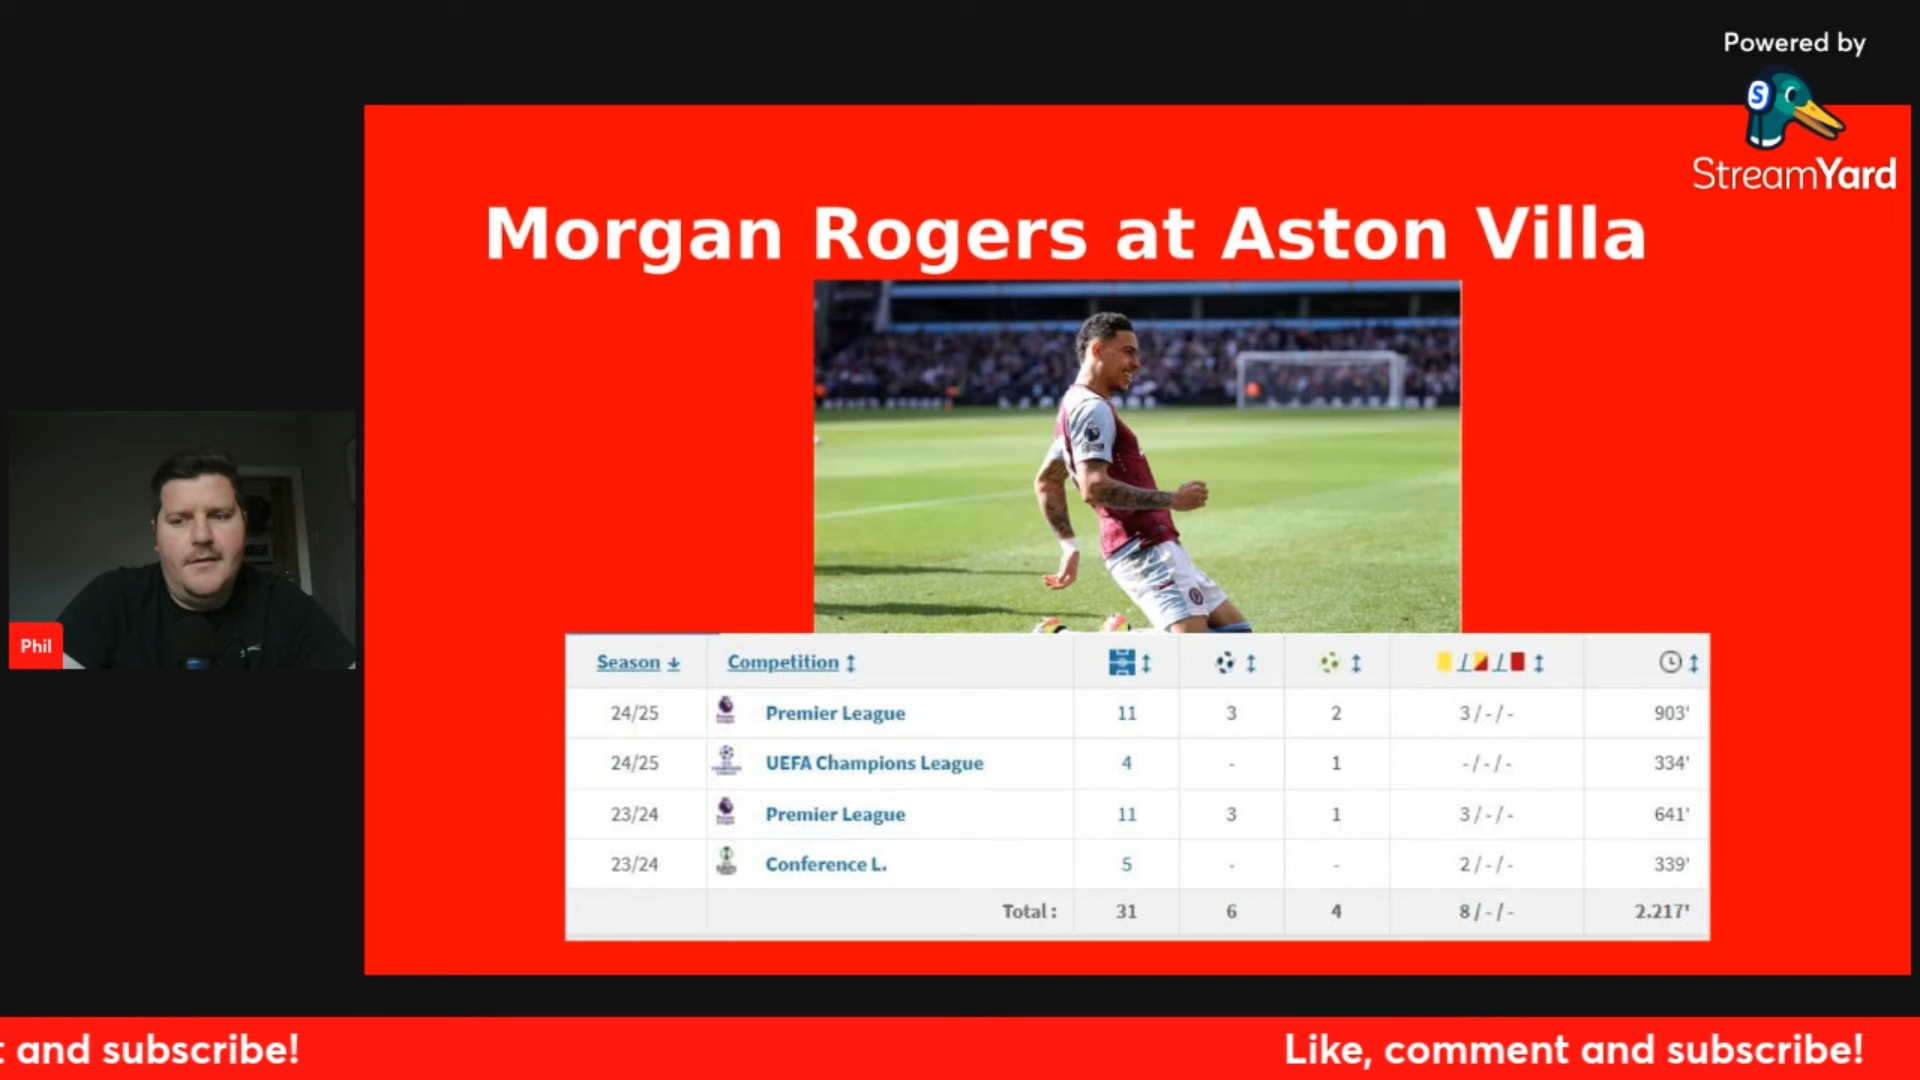 Powered by
S
StreamYard
Morgan Rogers at Aston Villa
Phil
Season Competition
24/25 Premier League 11 3 2 3/-/- 903'
24/25 UEFA Champions League 4 - 1 -/-/- 334'
23/24 Premier League 11 3 1 3/-/- 641'
23/24 Conference L. 5 - - 2/-/- 339'
Total: 31 6 4 8/-/- 2.217'
and subscribe! Like, comment and subscribe!